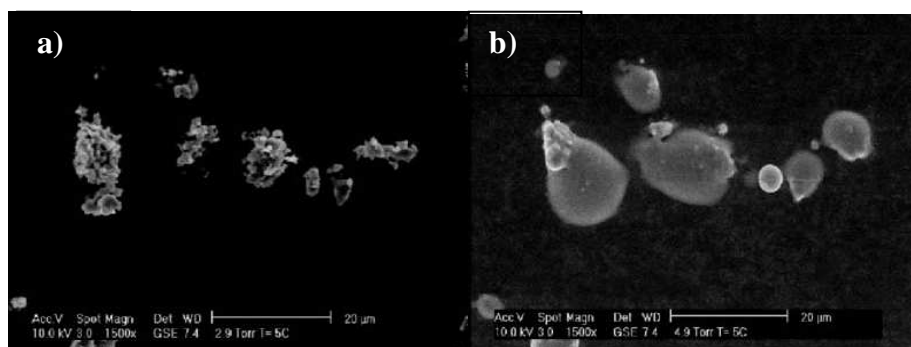 a)
Acc.V Spot Magn Det WD 20 µm
10.0 kV 3.0 1500x GSE 7.4 2.9 Torr T= 5C
b)
Acc.V Spot Magn Det WD 20 µm
10.0 kV 3.0 1500x GSE 7.4 4.9 Torr T= 5C